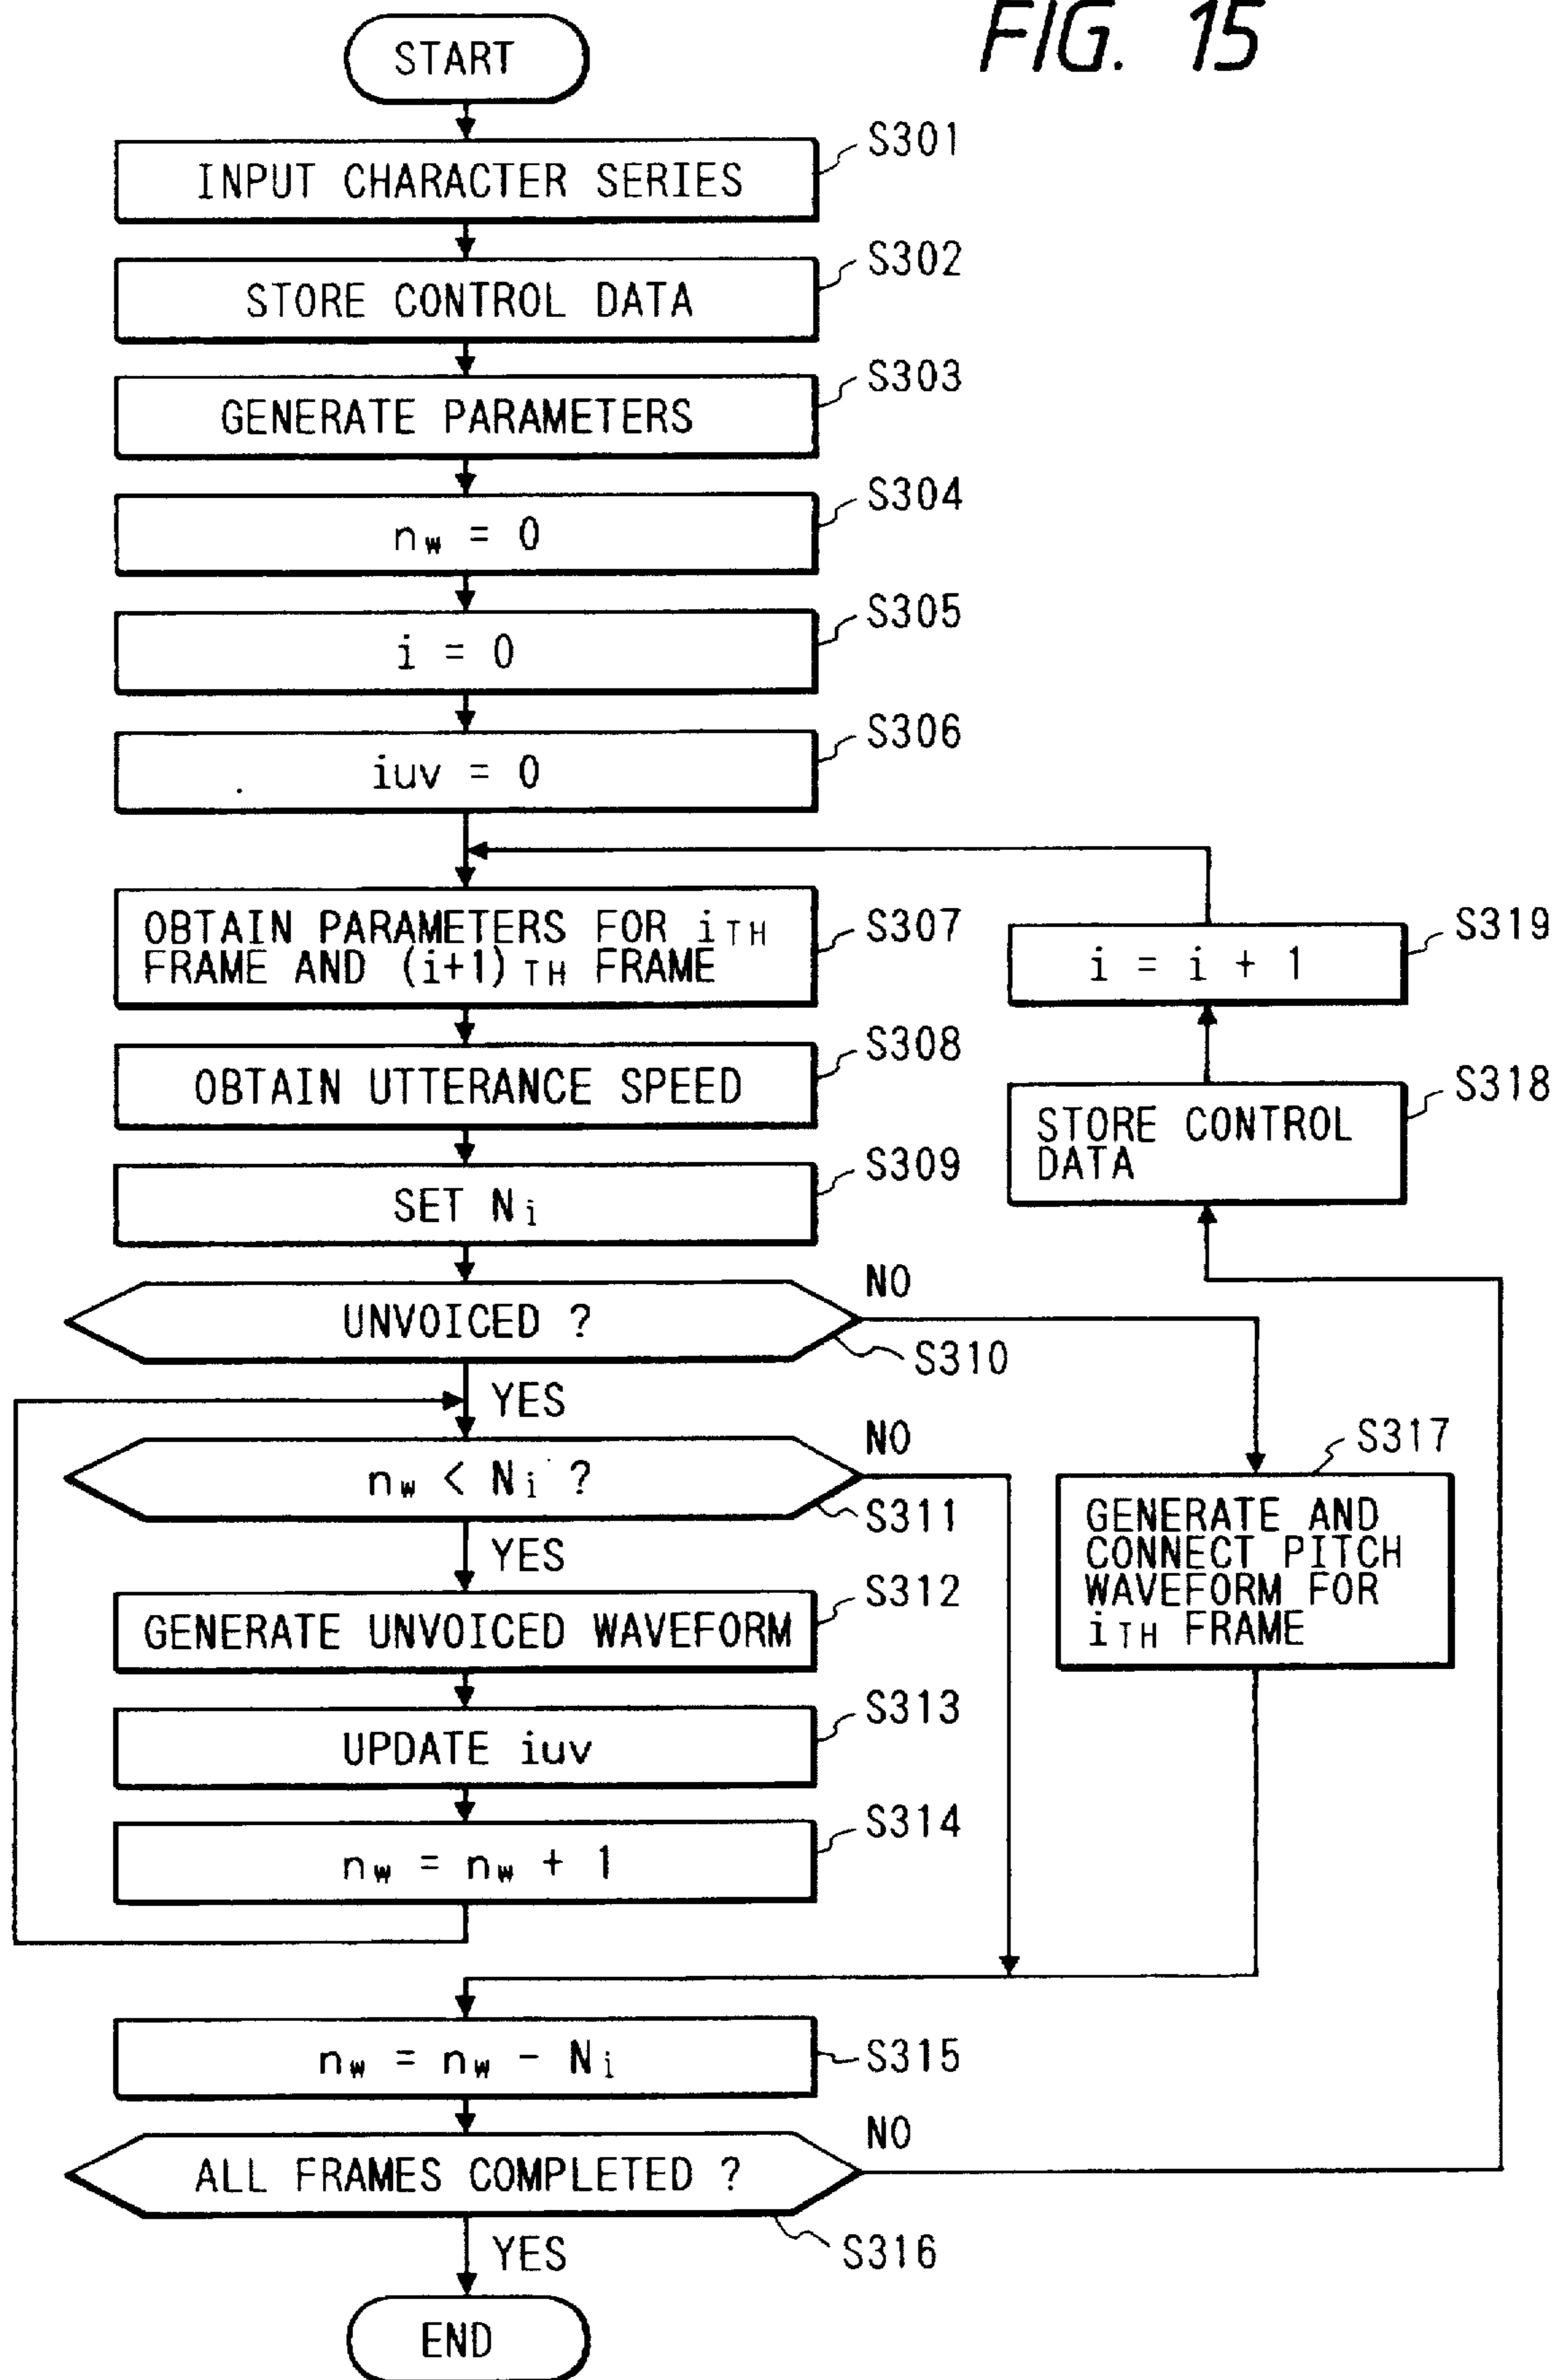 FIG. 15
START
S301
INPUT CHARACTER SERIES
S302
STORE CONTROL DATA
S303
GENERATE PARAMETERS
S304
nw = 0
S305
i = 0
S306
iuv = 0
S307
OBTAIN PARAMETERS FOR iTH
FRAME AND (i+1)TH FRAME
S319
i = i + 1
S308
OBTAIN UTTERANCE SPEED
S318
STORE CONTROL
DATA
S309
SET Ni
NO
UNVOICED ?
S310
YES
NO
nw < Ni ?
S311
YES
S317
GENERATE AND
CONNECT PITCH
WAVEFORM FOR
iTH FRAME
S312
GENERATE UNVOICED WAVEFORM
S313
UPDATE iuv
S314
nw = nw + 1
S315
nw = nw - Ni
NO
ALL FRAMES COMPLETED ?
S316
YES
END